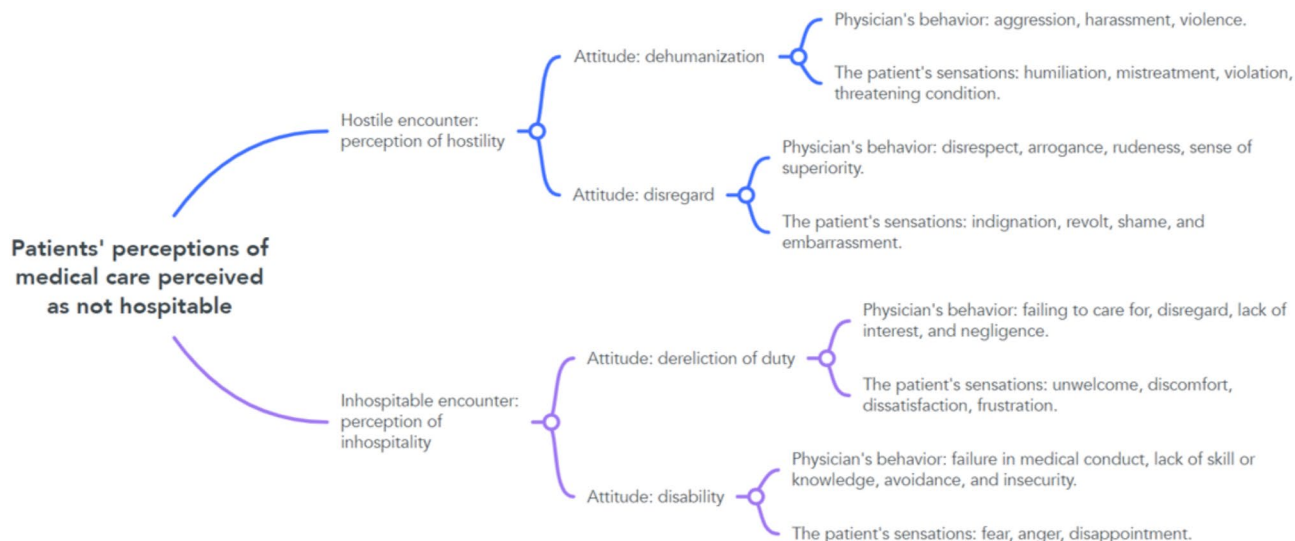 Patients' perceptions of
medical care perceived
as not hospitable
Hostile encounter:
perception of hostility
Attitude: dehumanization
Physician's behavior: aggression, harassment, violence.
The patient's sensations: humiliation, mistreatment, violation,
threatening condition.
Attitude: disregard
Physician's behavior: disrespect, arrogance, rudeness, sense of
superiority.
The patient's sensations: indignation, revolt, shame, and
embarrassment.
Inhospitable encounter:
perception of
inhospitality
Attitude: dereliction of duty
Physician's behavior: failing to care for, disregard, lack of
interest, and negligence.
The patient's sensations: unwelcome, discomfort,
dissatisfaction, frustration.
Attitude: disability
Physician's behavior: failure in medical conduct, lack of skill or
knowledge, avoidance, and insecurity.
The patient's sensations: fear, anger, disappointment.